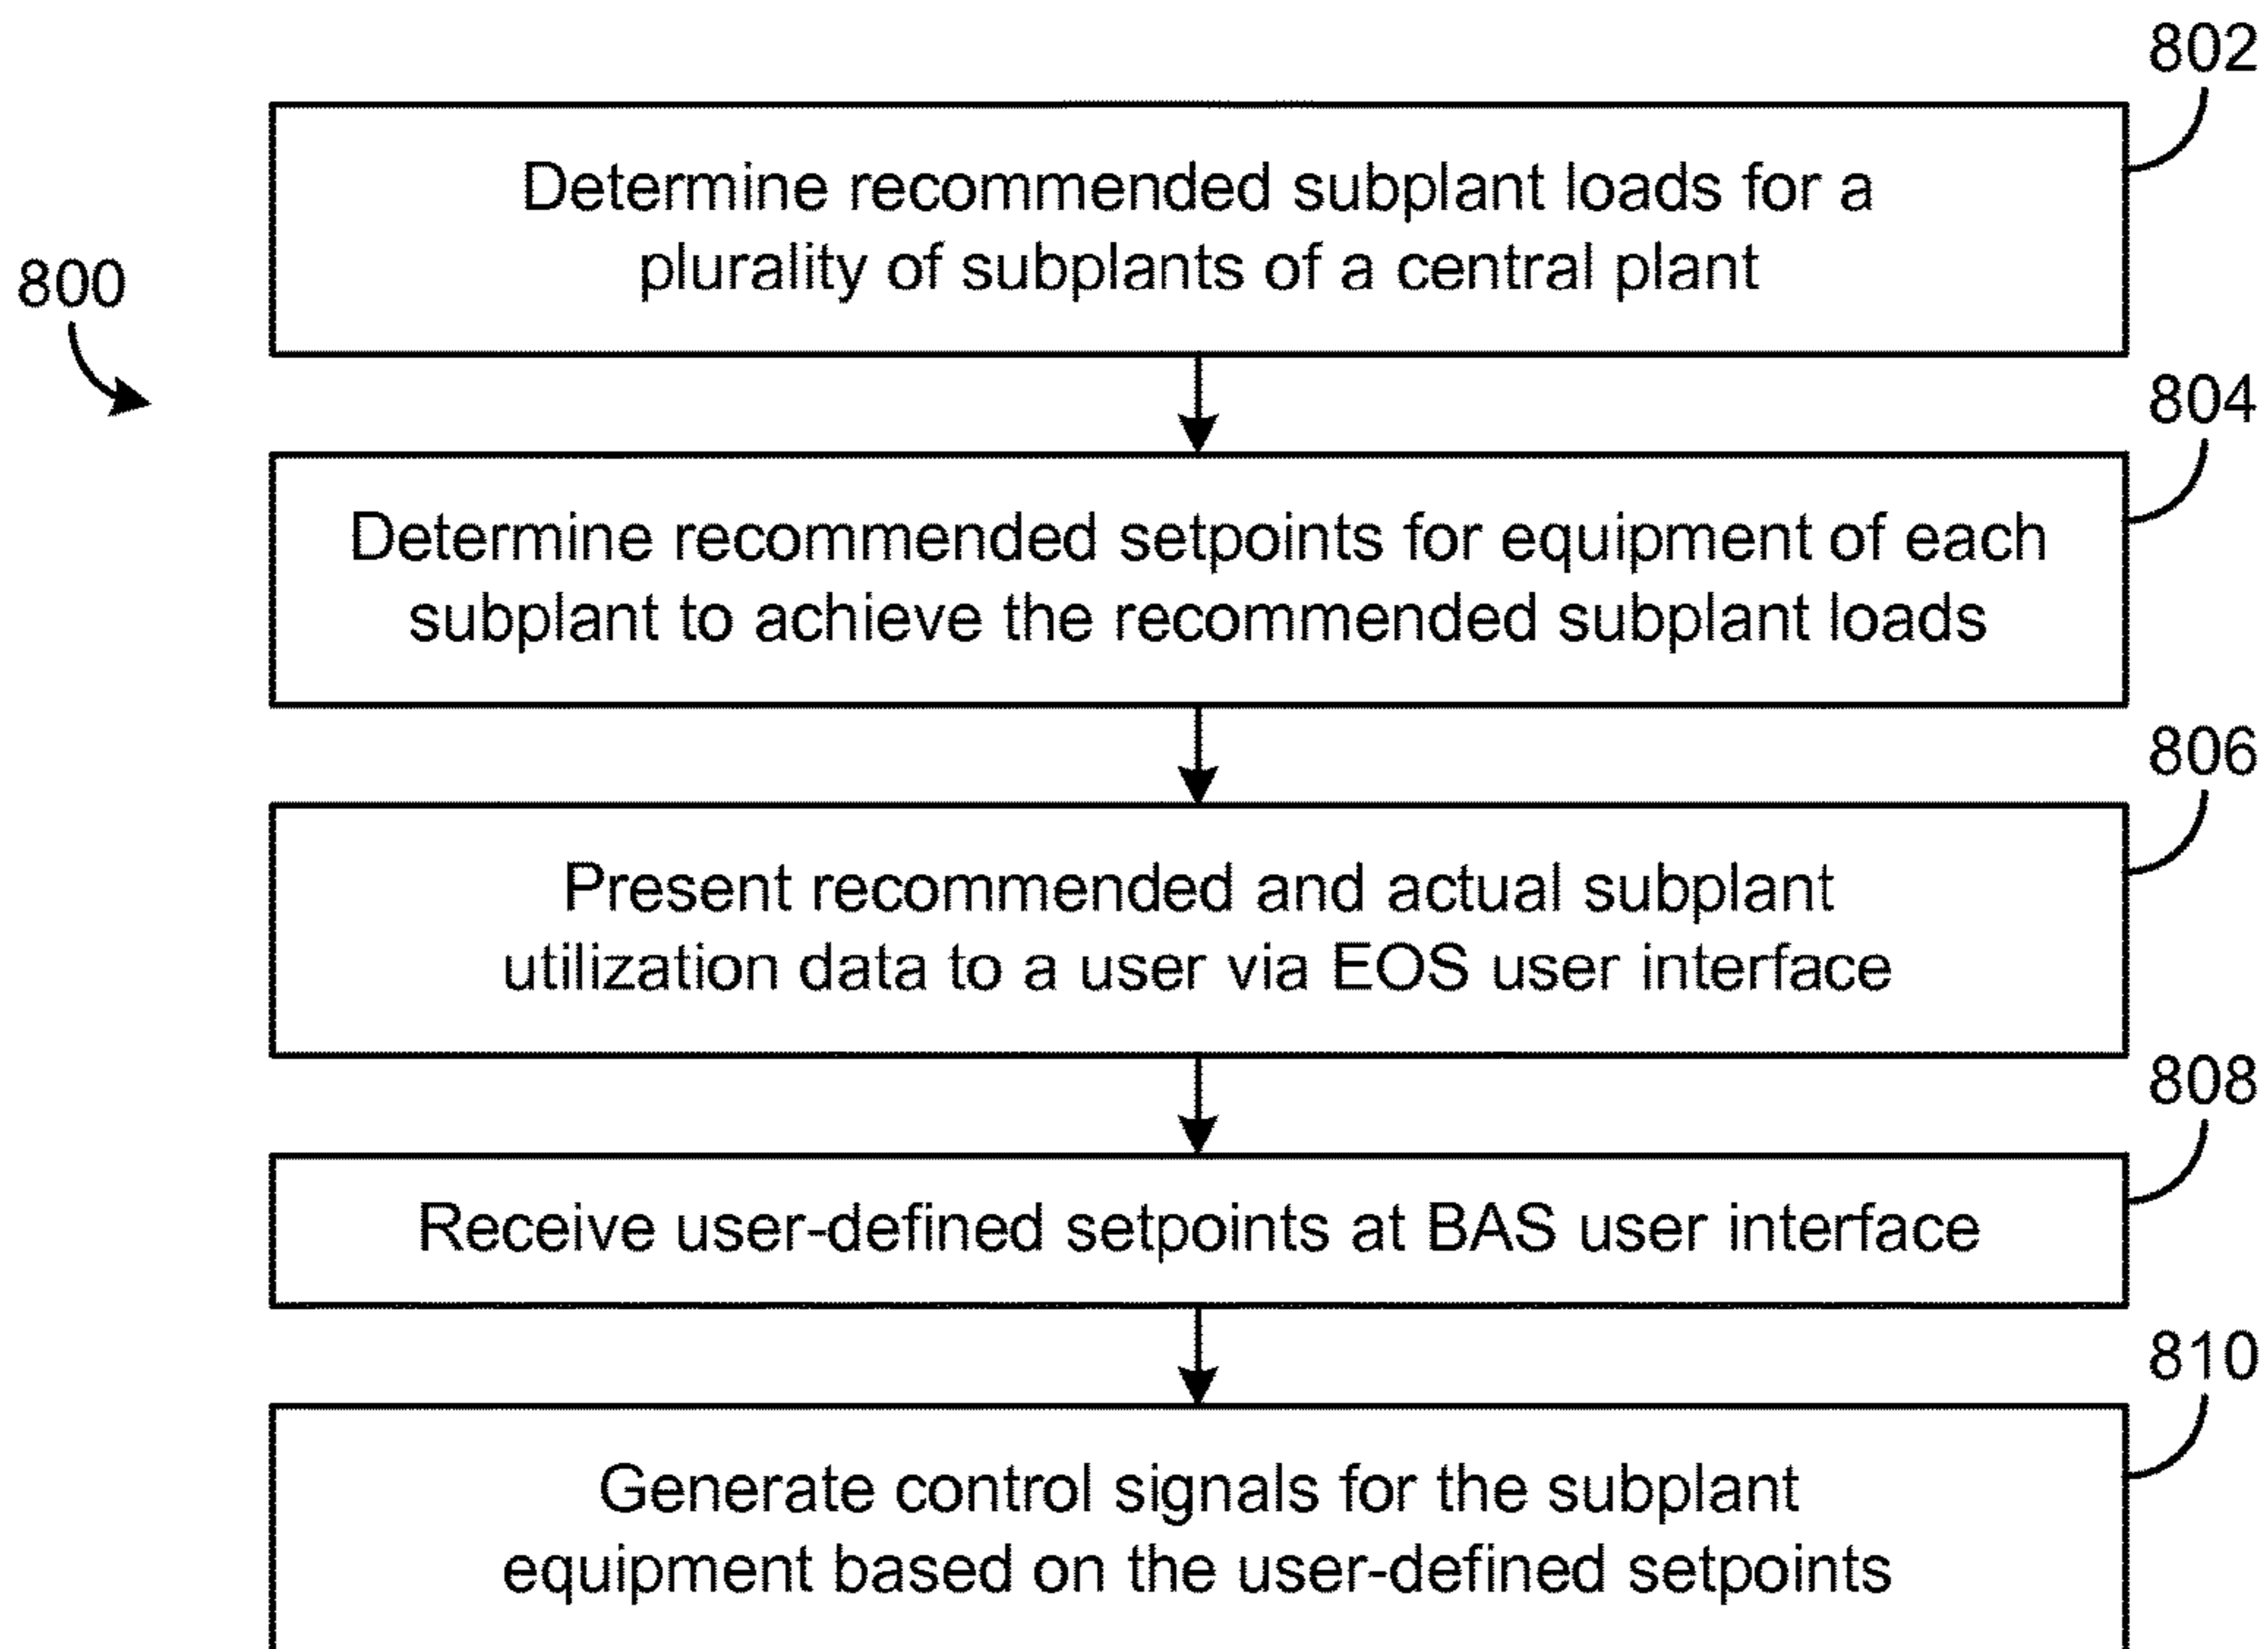 802
Determine recommended subplant loads for a
plurality of subplants of a central plant
800
804
Determine recommended setpoints for equipment of each
subplant to achieve the recommended subplant loads
806
Present recommended and actual subplant
utilization data to a user via EOS user interface
808
Receive user-defined setpoints at BAS user interface
810
Generate control signals for the subplant
equipment based on the user-defined setpoints